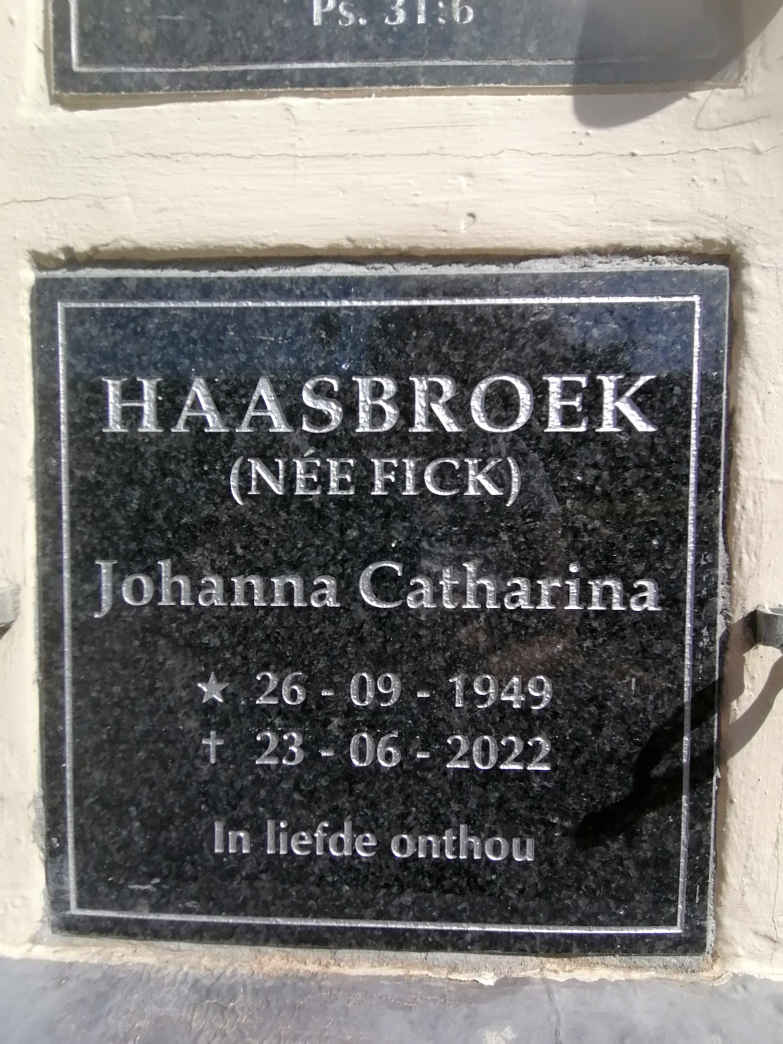 Ps. 31:6
HAASBROEK
(NÉE FICK)
Johanna Catharina
★ 26 - 09 - 1949
† 23 - 06 - 2022
In liefde onthou